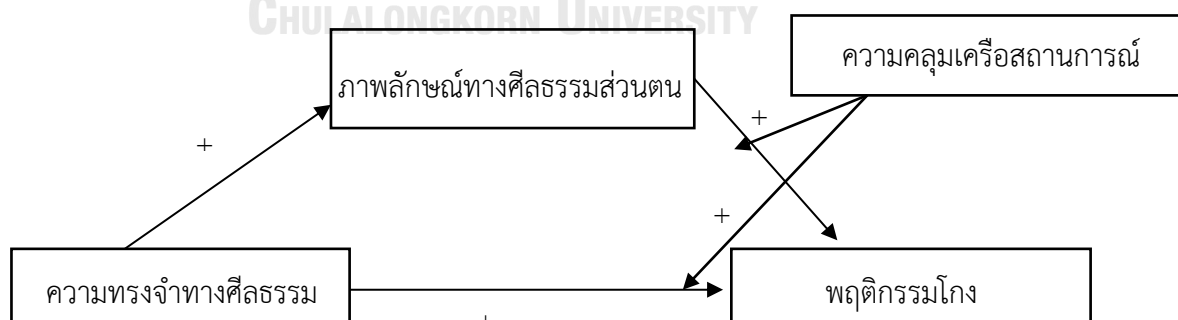 CHULALONGKORN UNIVERSITY
ความคลุมเครือสถานการณ์
ภาพลักษณ์ทางศีลธรรมส่วนตน
+
+
+
ความทรงจำทางศีลธรรม
พฤติกรรมโกง